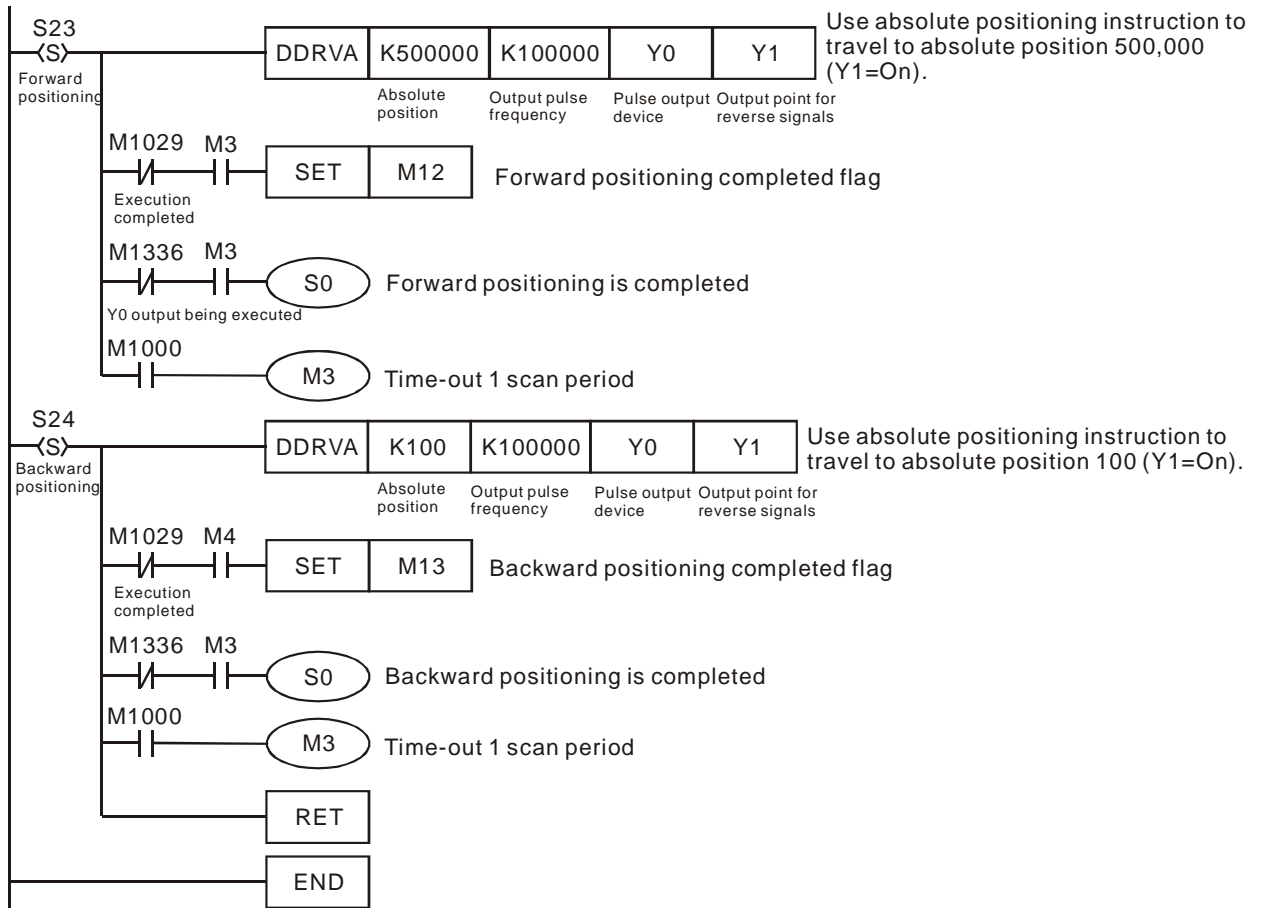 S23
S
Forward
positioning
DDRVA K500000 K100000 Y0 Y1
Use absolute positioning instruction to
travel to absolute position 500,000
(Y1=On).
Absolute
position
Output pulse
frequency
Pulse output
device
Output point for
reverse signals
M1029 M3
SET M12
Forward positioning completed flag
Execution
completed
M1336 M3
S0
Forward positioning is completed
Y0 output being executed
M1000
M3
Time-out 1 scan period
S24
S
Backward
positioning
DDRVA K100 K100000 Y0 Y1
Use absolute positioning instruction to
travel to absolute position 100 (Y1=On).
Absolute
position
Output pulse
frequency
Pulse output
device
Output point for
reverse signals
M1029 M4
SET M13
Backward positioning completed flag
Execution
completed
M1336 M3
S0
Backward positioning is completed
M1000
M3
Time-out 1 scan period
RET
END